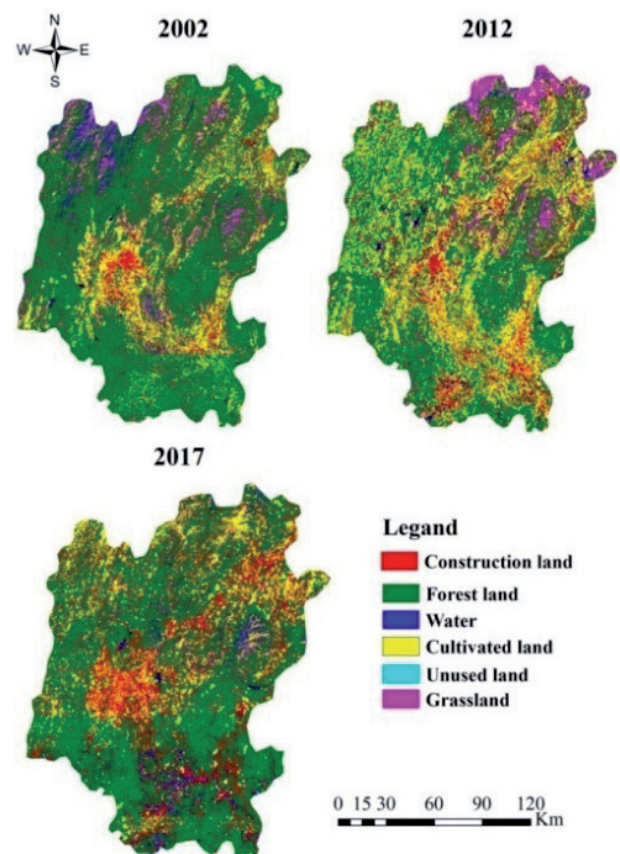 2002
2012
N
W E
S
2017
Legand
Construction land
Forest land
Water
Cultivated land
Unused land
Grassland
0 15 30 60 90 120
Km